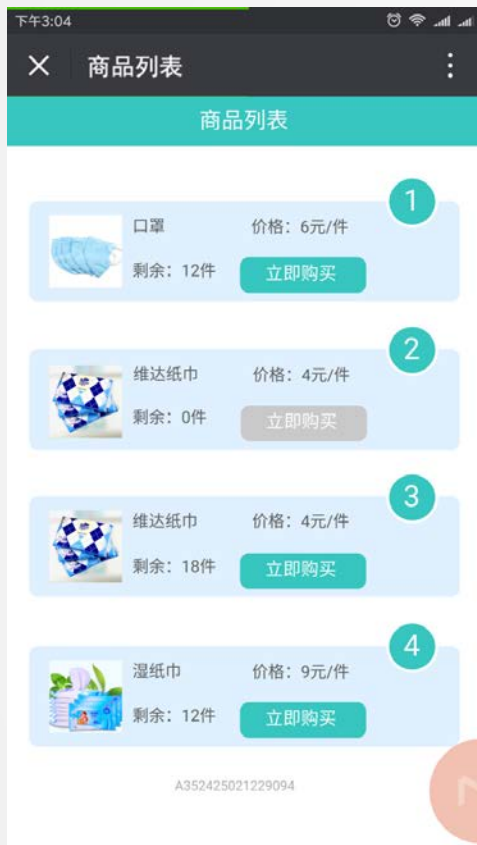 下午3:04
商品列表
商品列表
1
口罩
价格：6元/件
剩余：12件
立即购买
2
维达纸巾
价格：4元/件
剩余：0件
立即购买
3
维达纸巾
价格：4元/件
剩余：18件
立即购买
4
湿纸巾
价格：9元/件
剩余：12件
立即购买
A352425021229094